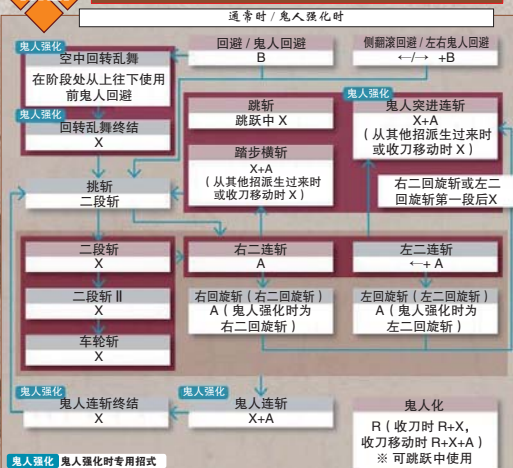 通常时 / 鬼人强化时
鬼人强化
空中回转乱舞
在阶段处从上往下使用
前鬼人回避
回避 / 鬼人回避
B
侧翻滚回避 / 左右鬼人回避
←/→ +B
鬼人强化
回转乱舞终结
X
跳斩
跳跃中 X
鬼人强化
鬼人突进连斩
X+A
（从其他招派生过来时
或收刀移动时 X）
踏步横斩
X+A
（从其他招派生过来时
或收刀移动时 X）
挑斩
二段斩
右二回旋斩或左二
回旋斩第一段后X
二段斩
X
右二连斩
A
左二连斩
←+ A
二段斩 II
X
右回旋斩（右二回旋斩）
A（鬼人强化时为
右二回旋斩）
左回旋斩（左二回旋斩）
A（鬼人强化时为
左二回旋斩）
车轮斩
X
鬼人强化
鬼人连斩终结
X
鬼人强化
鬼人连斩
X+A
鬼人化
R（收刀时 R+X，
收刀移动时 R+X+A）
※ 可跳跃中使用
鬼人强化 鬼人强化时专用招式